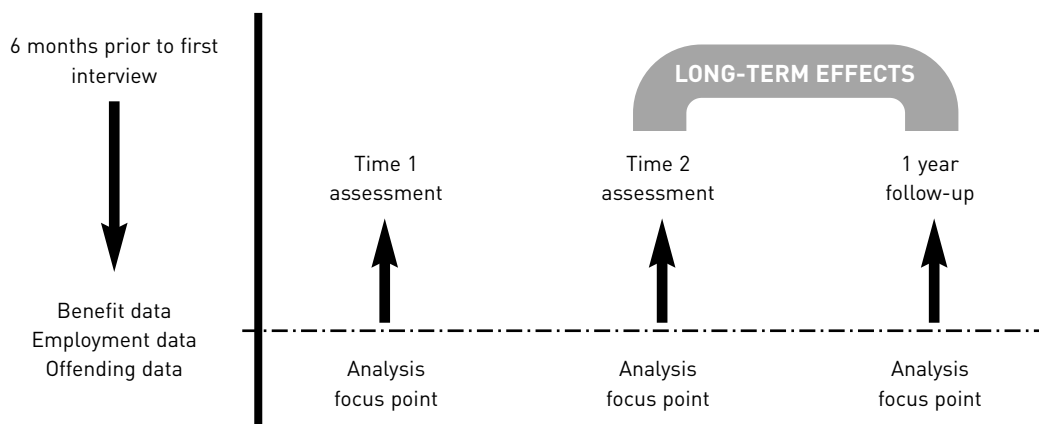 6 months prior to first
interview
Benefit data
Employment data
Offending data
LONG-TERM EFFECTS
Time 1
assessment
Time 2
assessment
1 year
follow-up
Analysis
focus point
Analysis
focus point
Analysis
focus point